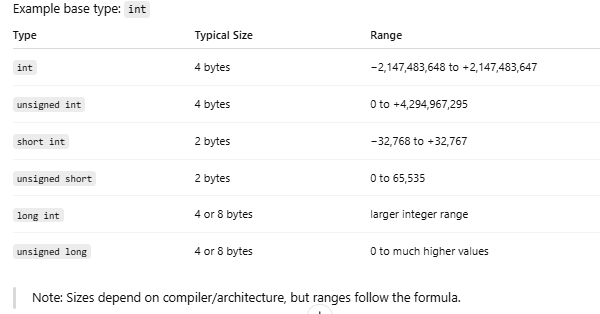 Example base type: int
Type Typical Size Range
int 4 bytes −2,147,483,648 to +2,147,483,647
unsigned int 4 bytes 0 to +4,294,967,295
short int 2 bytes −32,768 to +32,767
unsigned short 2 bytes 0 to 65,535
long int 4 or 8 bytes larger integer range
unsigned long 4 or 8 bytes 0 to much higher values
Note: Sizes depend on compiler/architecture, but ranges follow the formula.